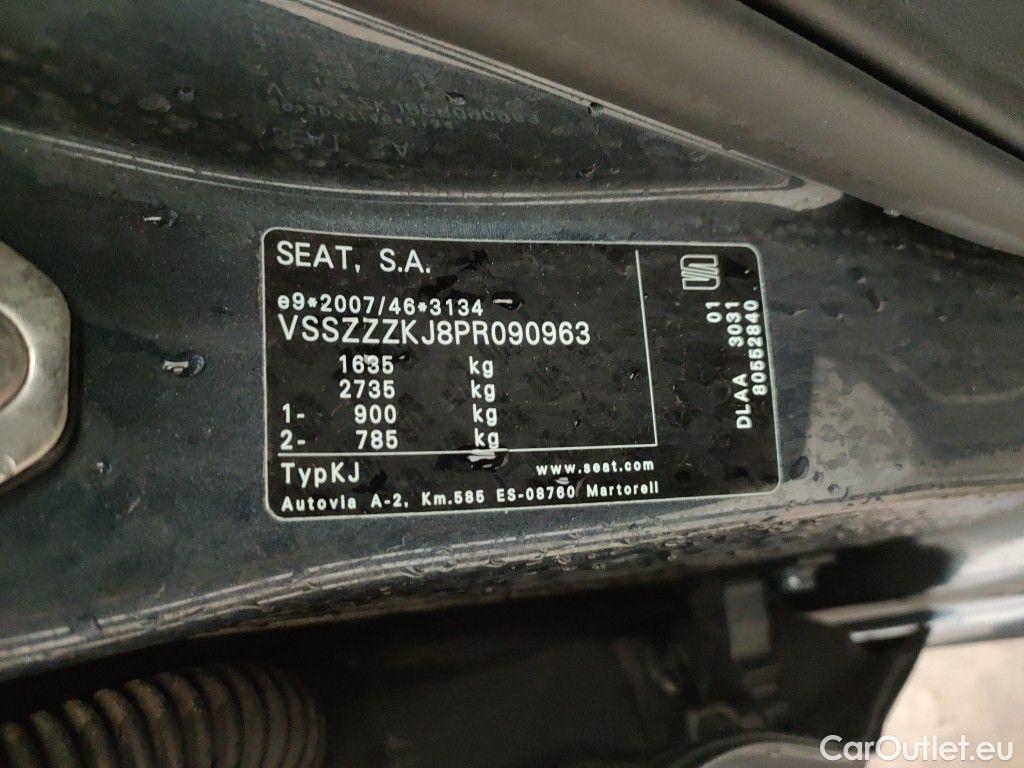 SEAT, S.A.
e9*2007/46*3134
VSSZZZKJ8PR090963
1635 kg
2735 kg
1- 900 kg
2- 785 kg
TypKJ www.seat.com
Autovia A-2, Km.585 ES-08760 Martorell
01
DLAA 3031
80552840
CarOutlet.eu